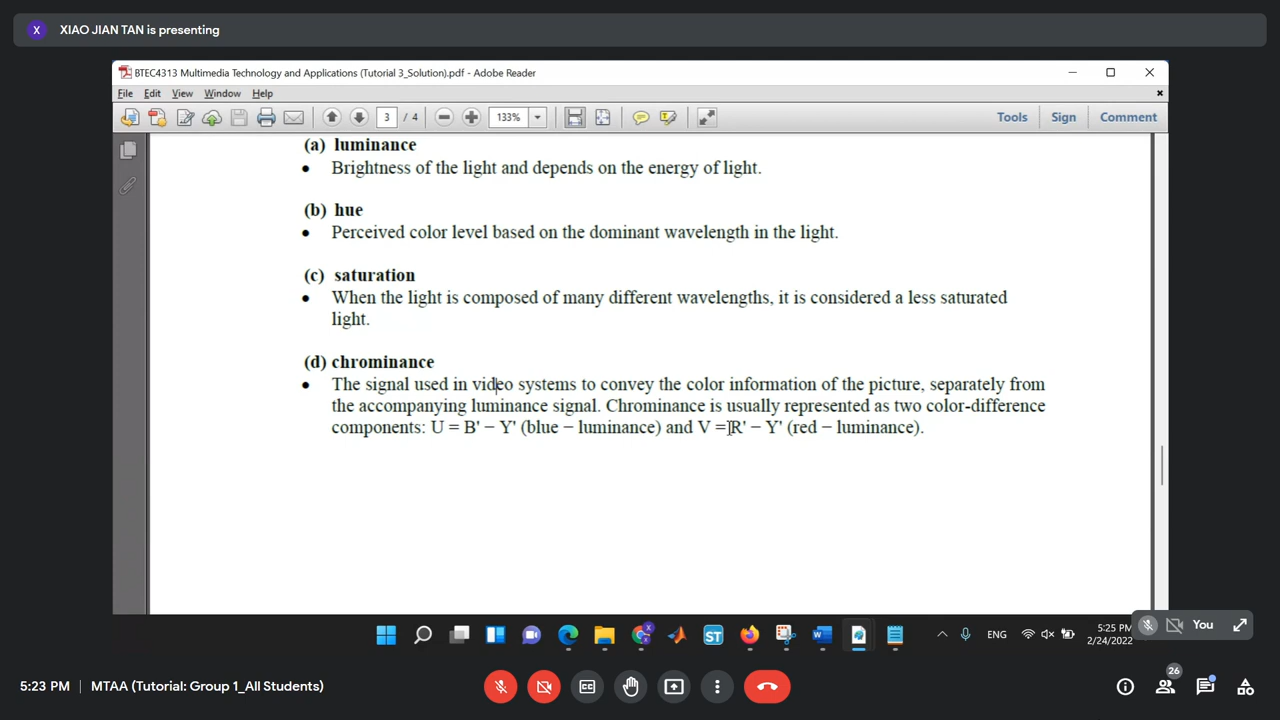 X XIAO JIAN TAN is presenting
BTEC4313 Multimedia Technology and Applications (Tutorial 3_Solution).pdf - Adobe Reader
File Edit View Window Help
3 / 4 133% Tools Sign Comment
(a) luminance
• Brightness of the light and depends on the energy of light.
(b) hue
• Perceived color level based on the dominant wavelength in the light.
(c) saturation
• When the light is composed of many different wavelengths, it is considered a less saturated
light.
(d) chrominance
• The signal used in video systems to convey the color information of the picture, separately from
the accompanying luminance signal. Chrominance is usually represented as two color-difference
components: U = B' − Y' (blue − luminance) and V = R' − Y' (red − luminance).
ST
ENG
5:25 PM
2/24/2022
You
5:23 PM MTAA (Tutorial: Group 1_All Students)
26